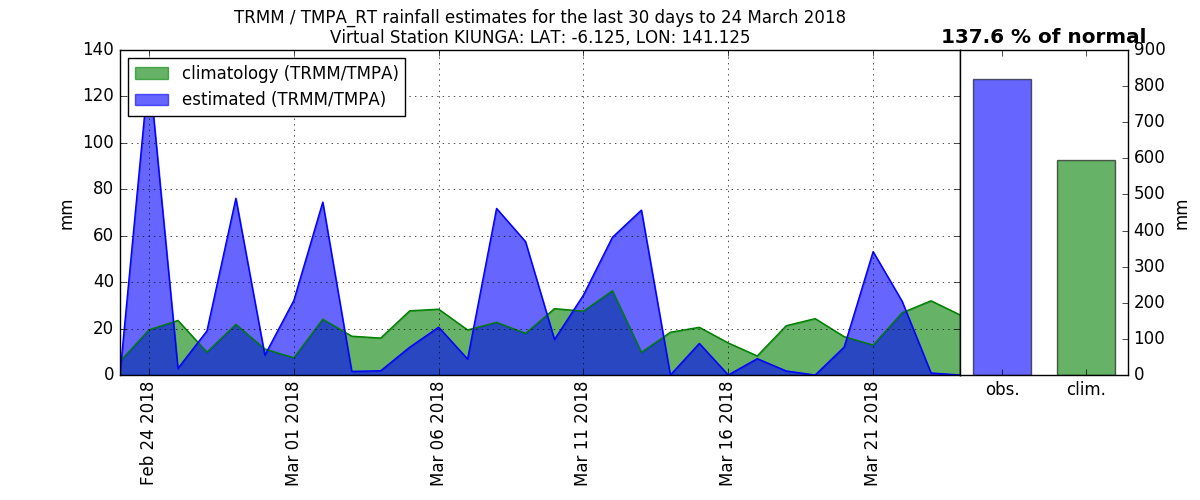 TRMM / TMPA_RT rainfall estimates for the last 30 days to 24 March 2018
Virtual Station KIUNGA: LAT: -6.125, LON: 141.125
137.6 % of normal
climatology (TRMM/TMPA)
estimated (TRMM/TMPA)
mm
140
120
100
80
60
40
20
0
Feb 24 2018
Mar 01 2018
Mar 06 2018
Mar 11 2018
Mar 16 2018
Mar 21 2018
obs.
clim.
900
800
700
600
500
400
300
200
100
0
mm